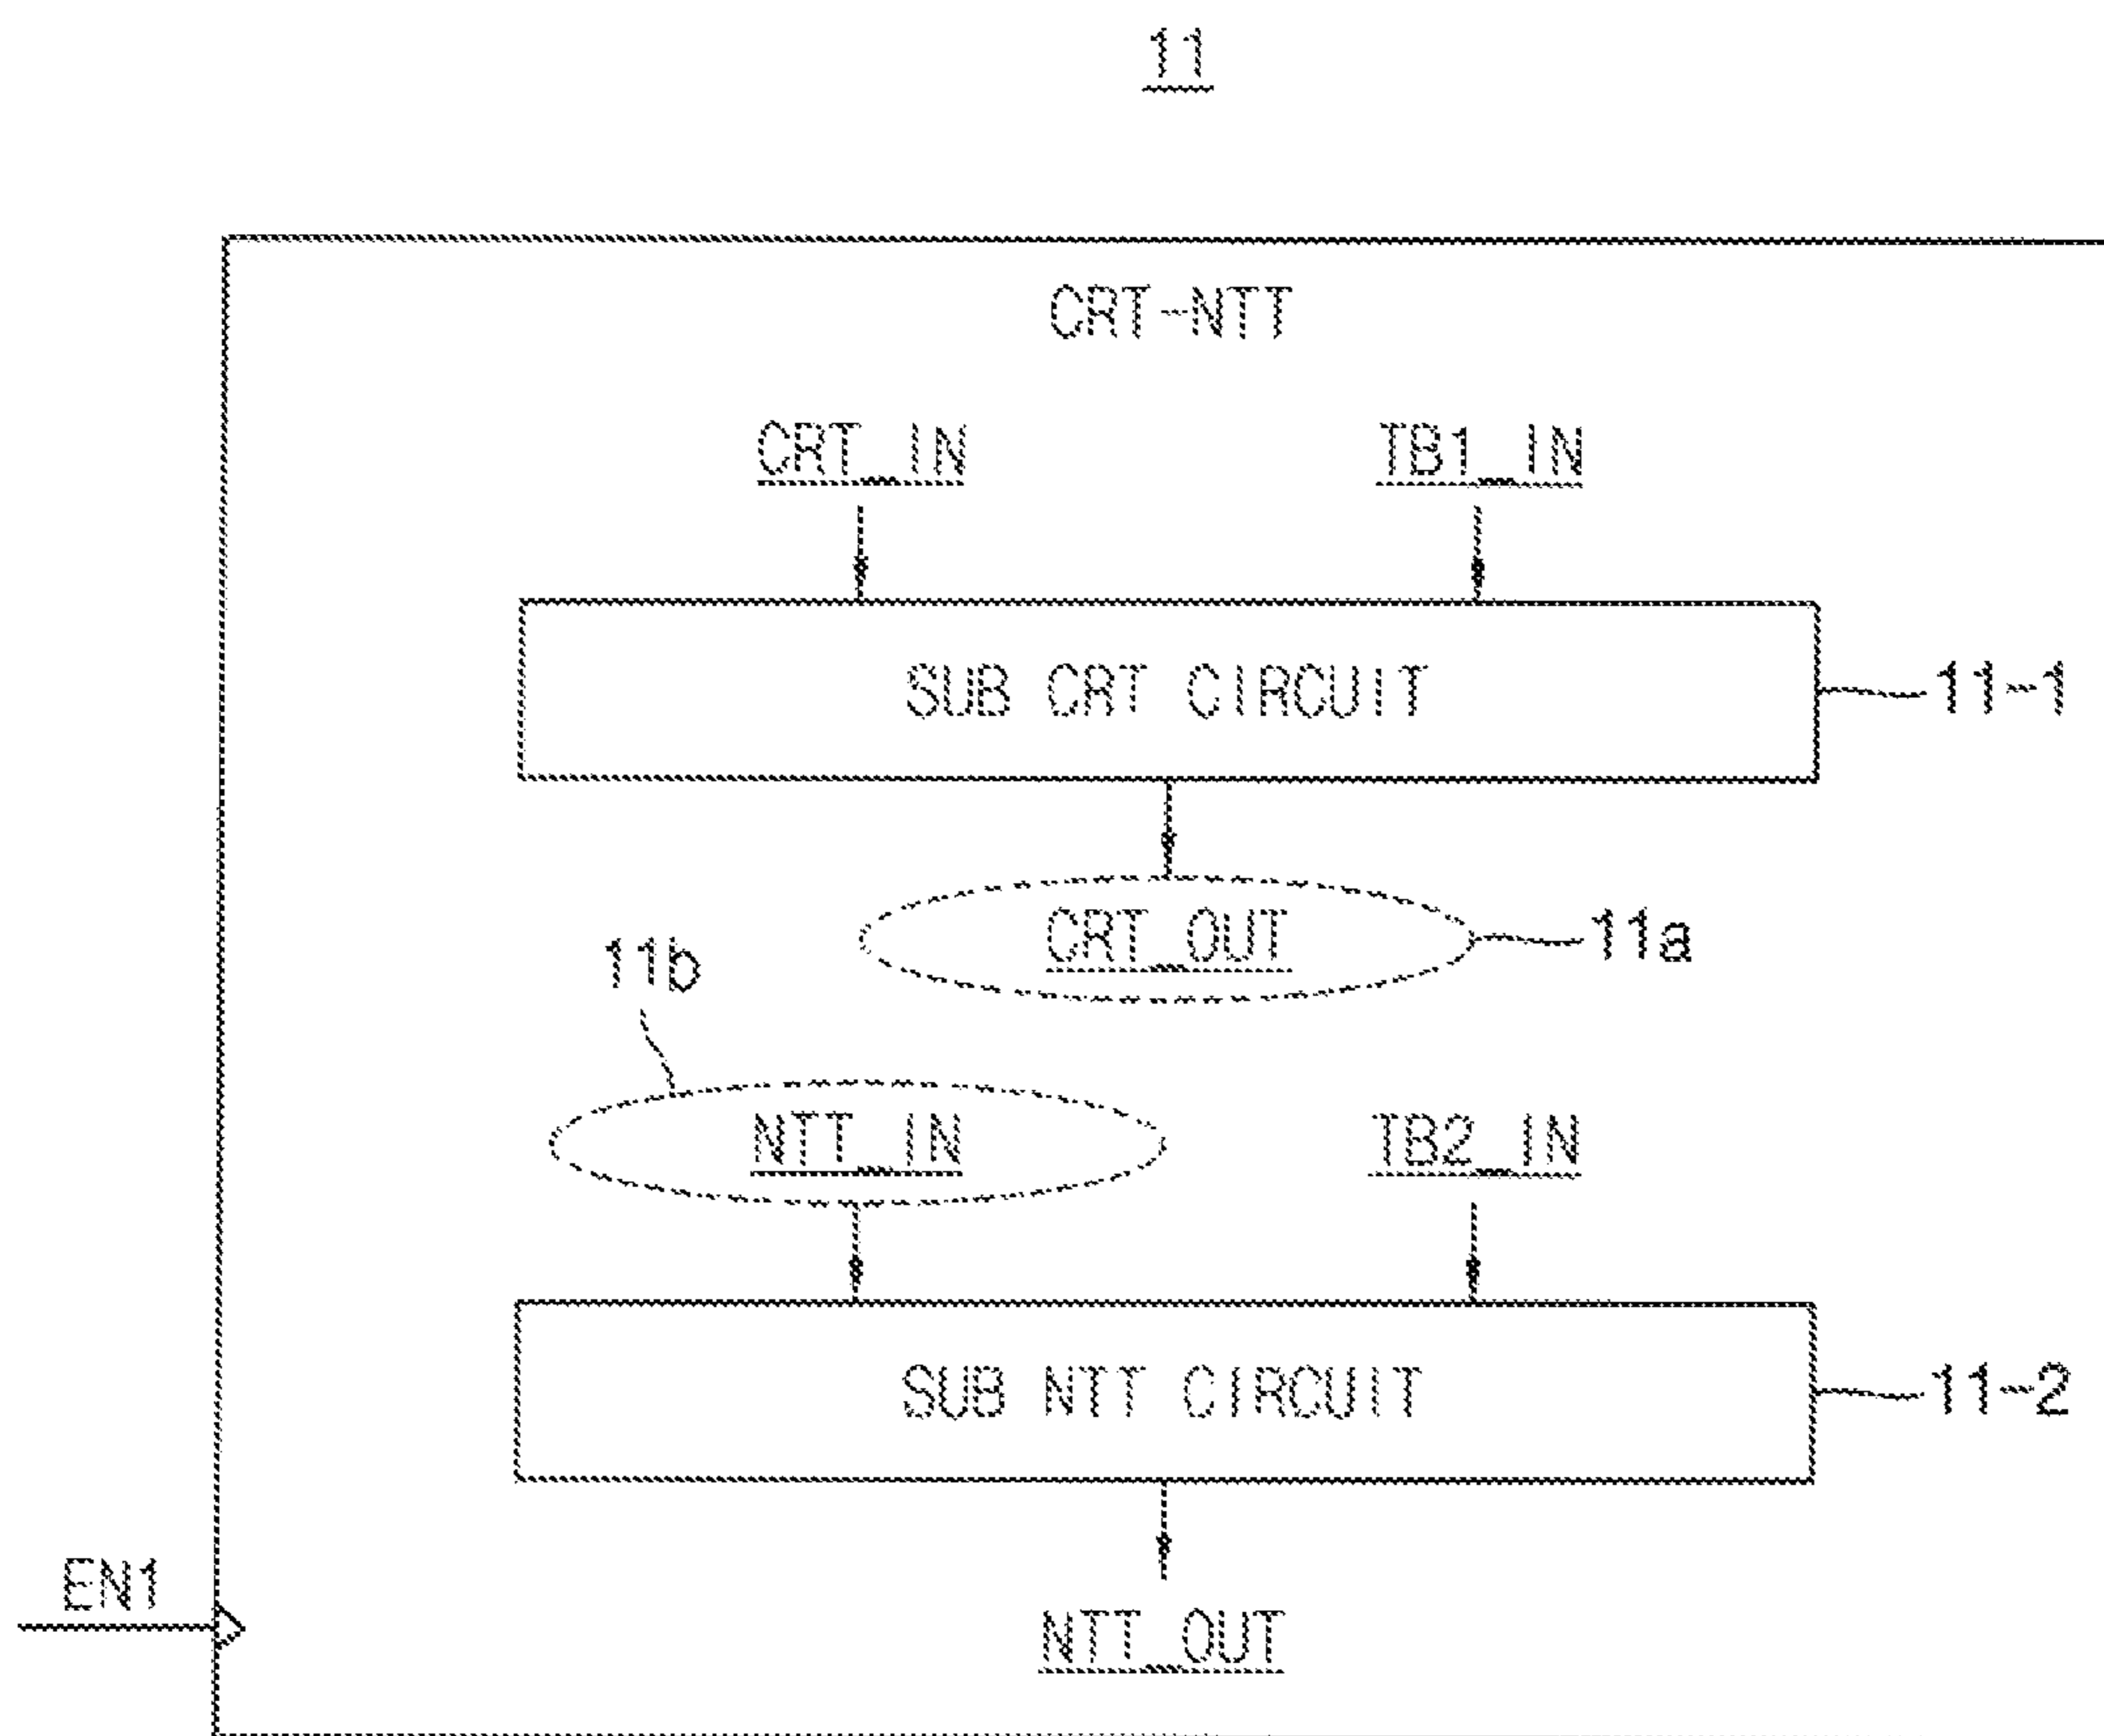 11
CRT-NTT
CRT_IN
TB1_IN
SUB CRT CIRCUIT
11-1
CRT_OUT
11a
11b
NTT_IN
TB2_IN
SUB NTT CIRCUIT
11-2
EN1
NTT_OUT